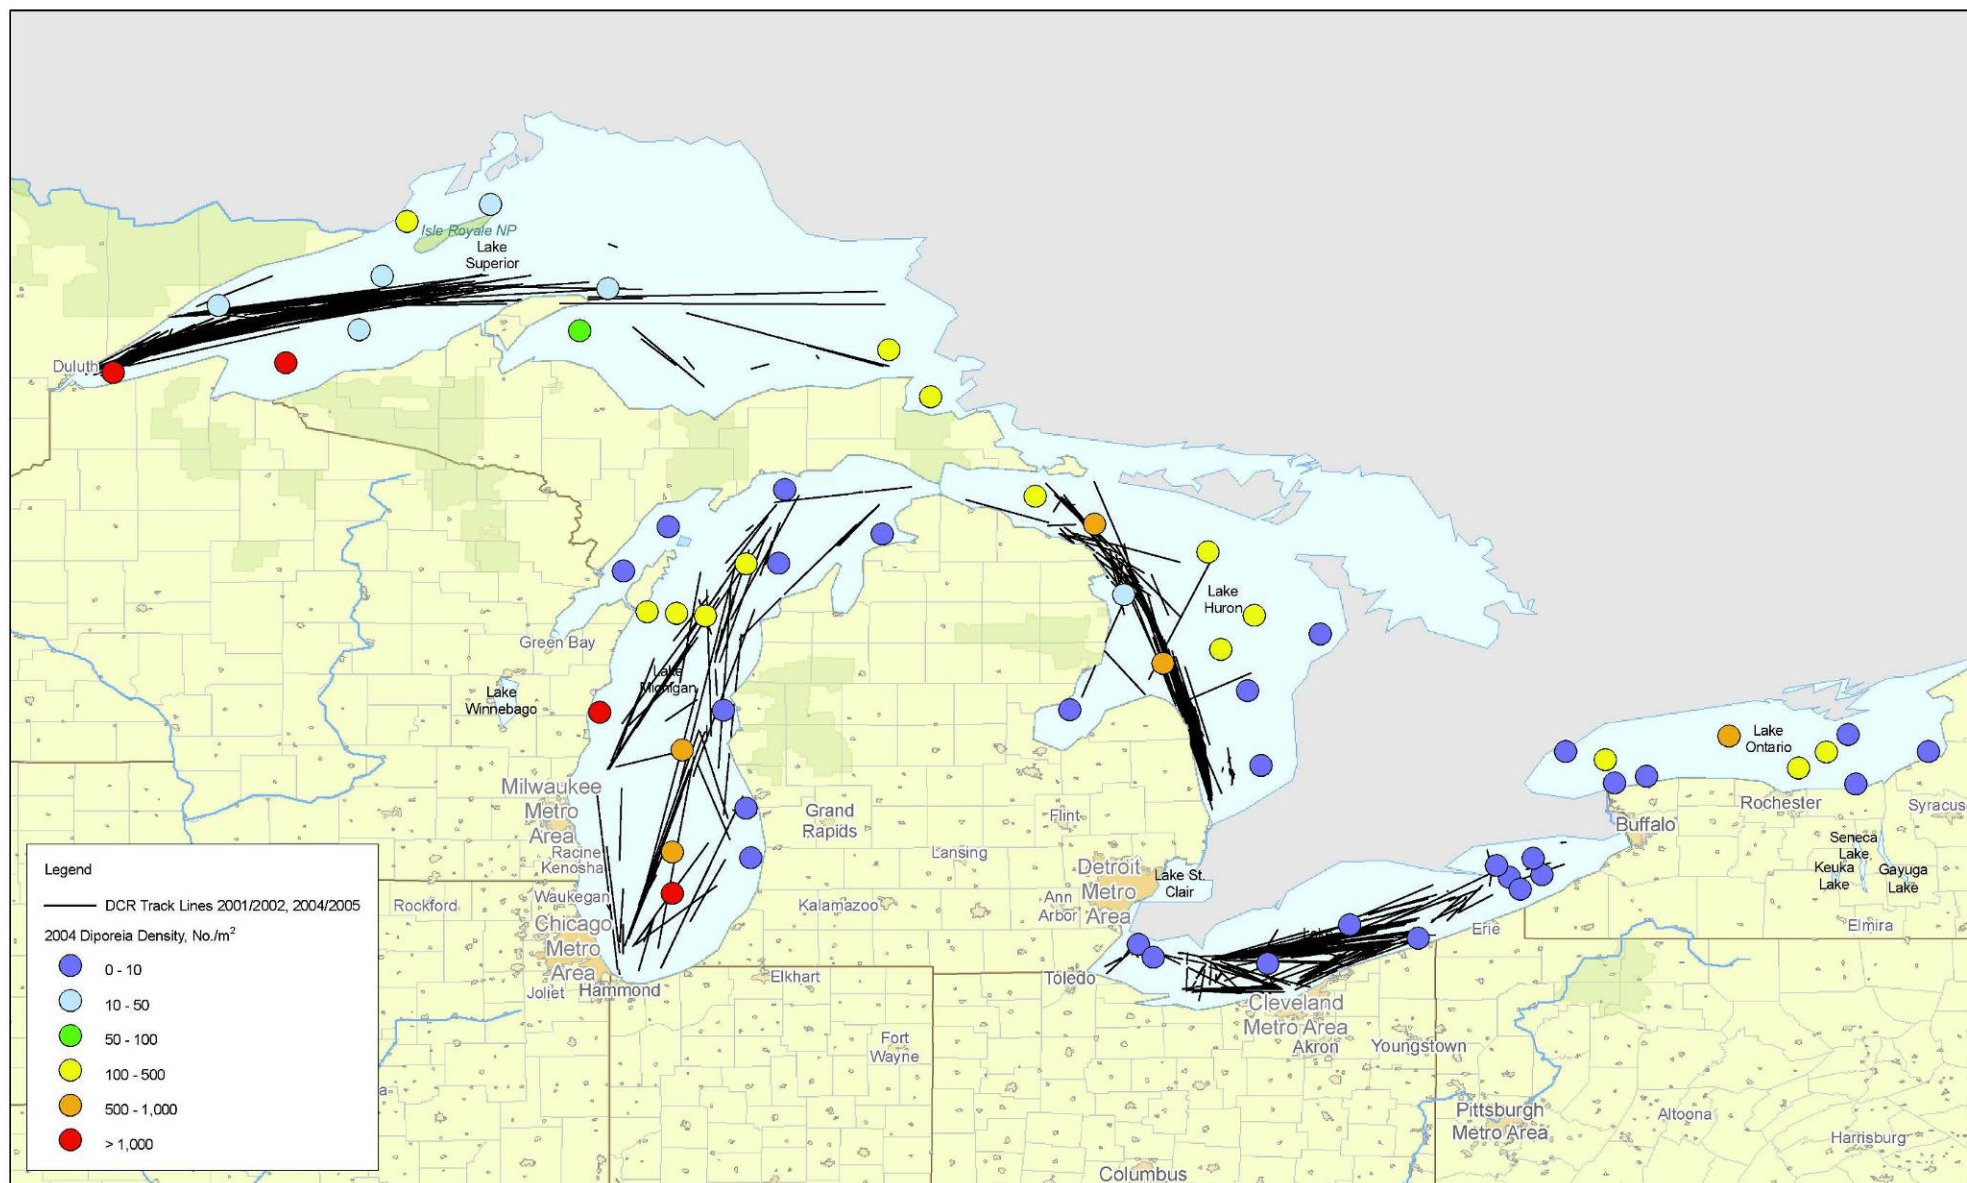 Isle Royale NP
Lake
Superior
Duluth
Green Bay
Lake
Winnebago
Lake
Michigan
Lake
Huron
Milwaukee
Metro
Area
Racine
Kenosha
Waukegan
Chicago
Metro
Area
Joliet
Hammond
Rockford
Grand
Rapids
Lansing
Kalamazoo
Elkhart
Fort
Wayne
Flint
Detroit
Metro
Area
Ann
Arbor
Lake St.
Clair
Toledo
Cleveland
Metro Area
Akron
Youngstown
Columbus
Erie
Buffalo
Lake
Ontario
Rochester
Syracus
Seneca
Lake
Keuka
Lake
Gayuga
Lake
Elmira
Pittsburgh
Metro Area
Altoona
Harrisburg
a
Legend
DCR Track Lines 2001/2002, 2004/2005
2004 Diporeia Density, No./m²
0 - 10
10 - 50
50 - 100
100 - 500
500 - 1,000
> 1,000